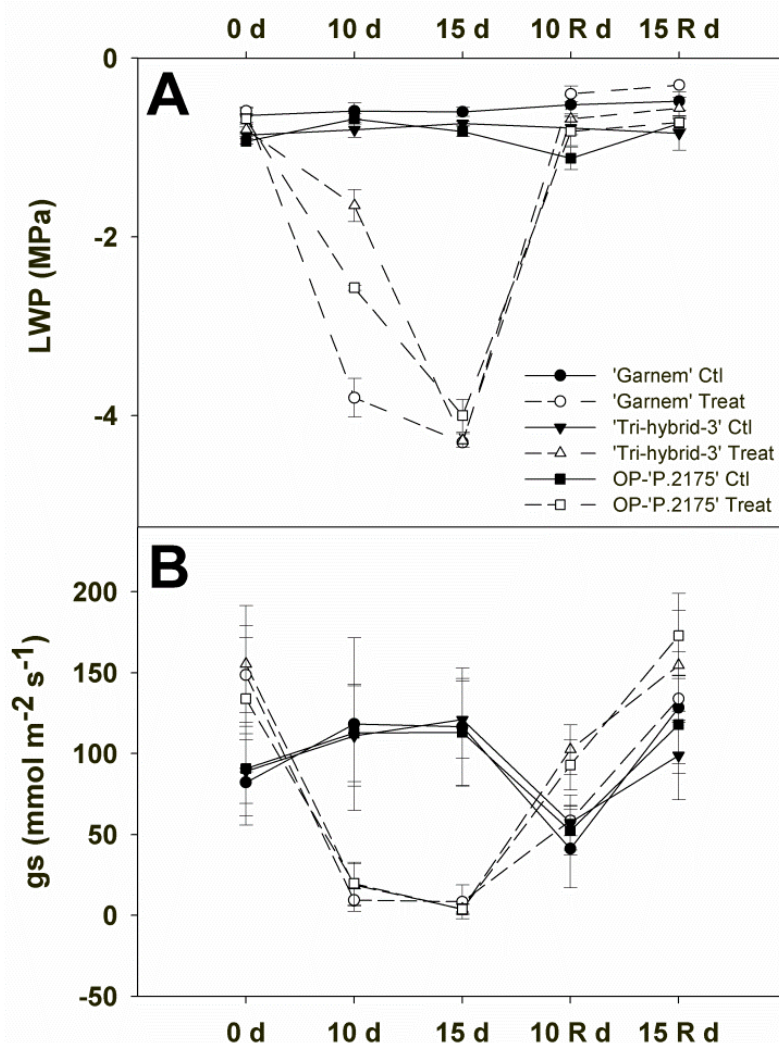 0 d 10 d 15 d 10 R d 15 R d
A
0
-2
-4
LWP (MPa)
'Garnem' Ctl
'Garnem' Treat
'Tri-hybrid-3' Ctl
'Tri-hybrid-3' Treat
OP-'P.2175' Ctl
OP-'P.2175' Treat
B
200
150
100
50
0
-50
gs (mmol m-2 s-1)
0 d 10 d 15 d 10 R d 15 R d